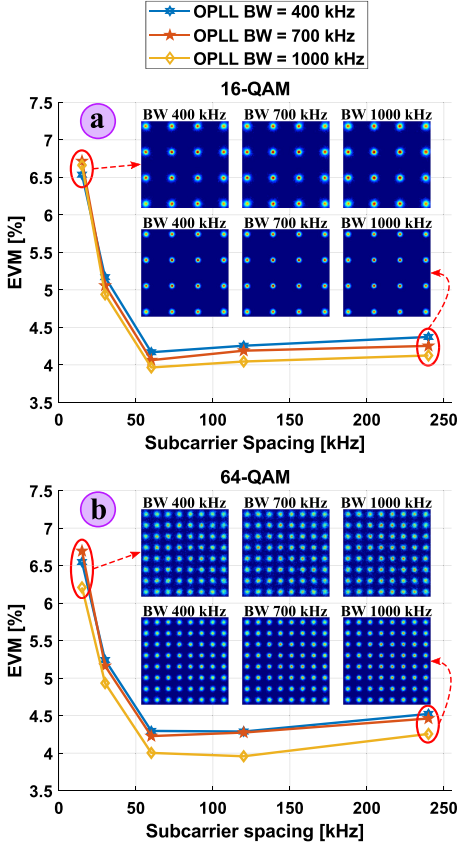 OPLL BW = 400 kHz
OPLL BW = 700 kHz
OPLL BW = 1000 kHz
16-QAM
a
BW 400 kHz BW 700 kHz BW 1000 kHz
BW 400 kHz BW 700 kHz BW 1000 kHz
EVM [%]
7.5
7
6.5
6
5.5
5
4.5
4
3.5
0 50 100 150 200 250
Subcarrier Spacing [kHz]
64-QAM
b
BW 400 kHz BW 700 kHz BW 1000 kHz
BW 400 kHz BW 700 kHz BW 1000 kHz
EVM [%]
7.5
7
6.5
6
5.5
5
4.5
4
3.5
0 50 100 150 200 250
Subcarrier spacing [kHz]